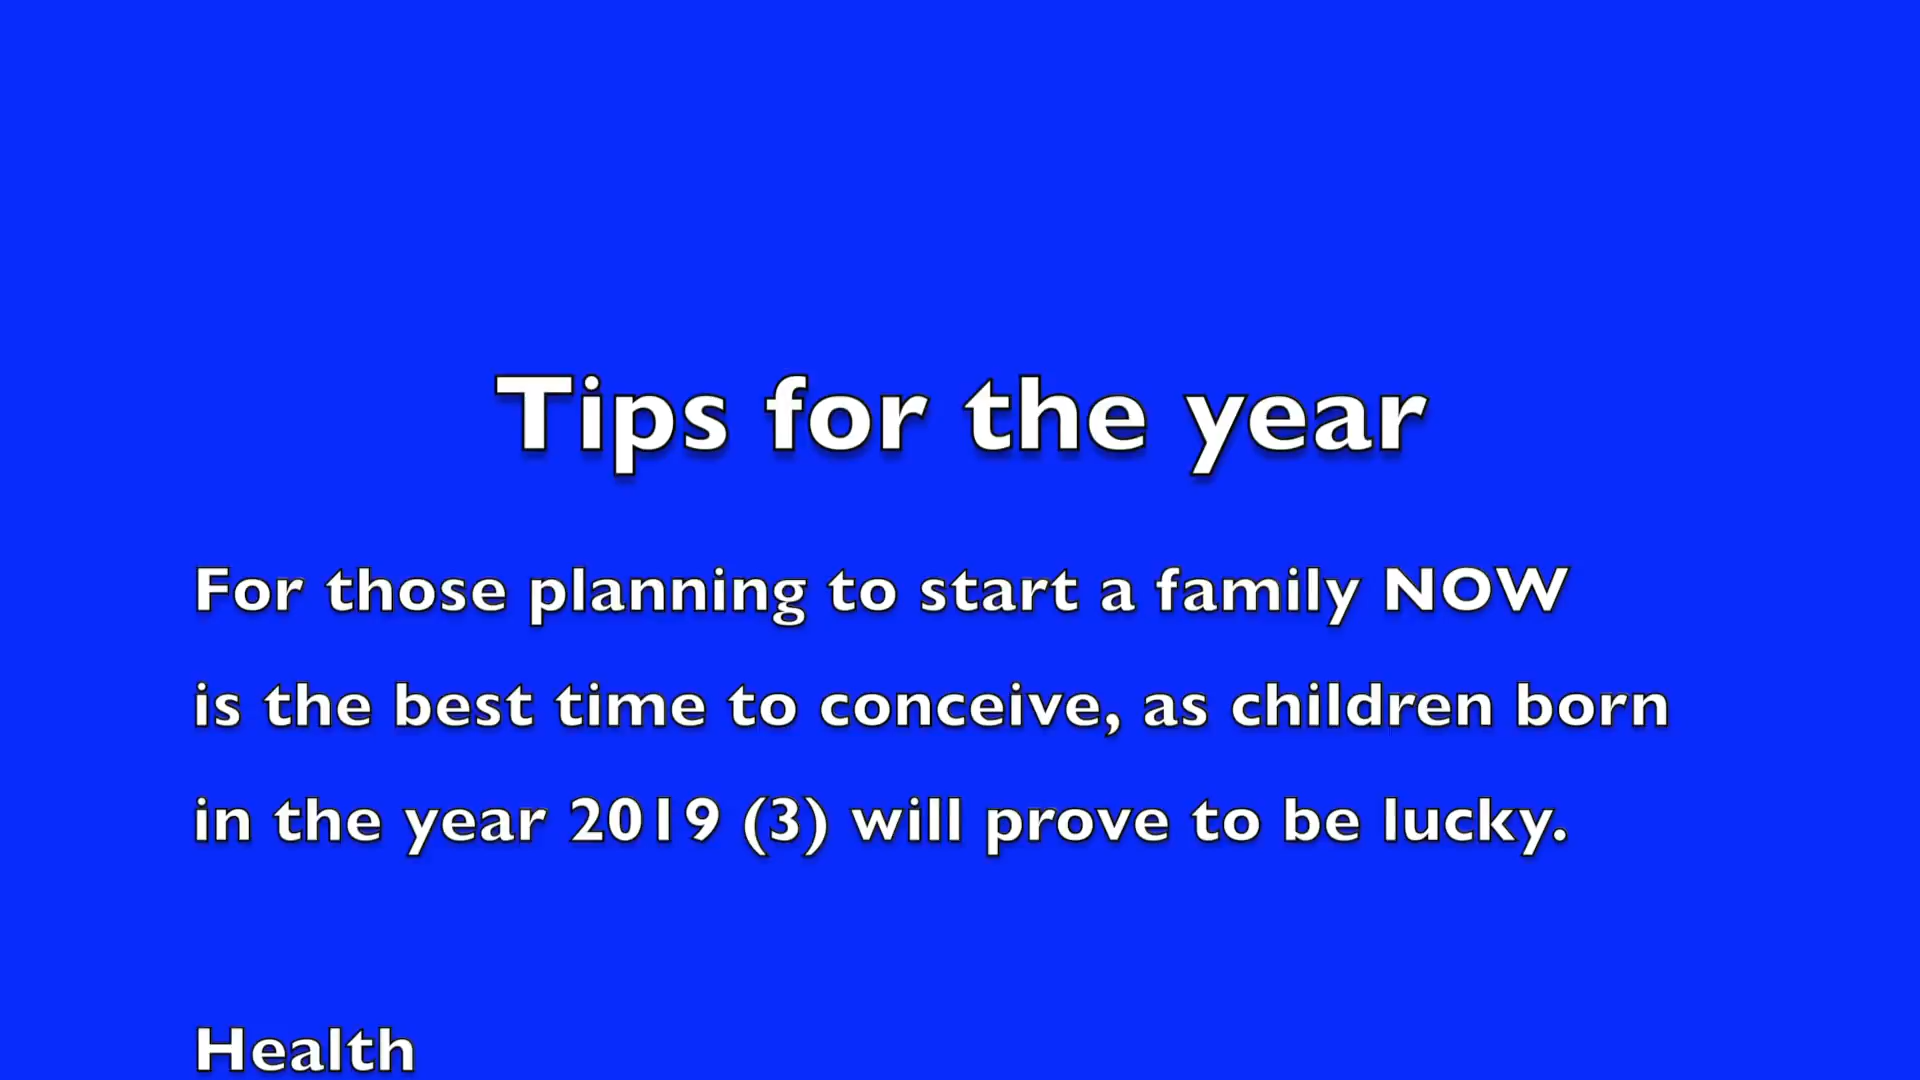 Tips for the year
For those planning to start a family NOW
is the best time to conceive, as children born
in the year 2019 (3) will prove to be lucky.
Health